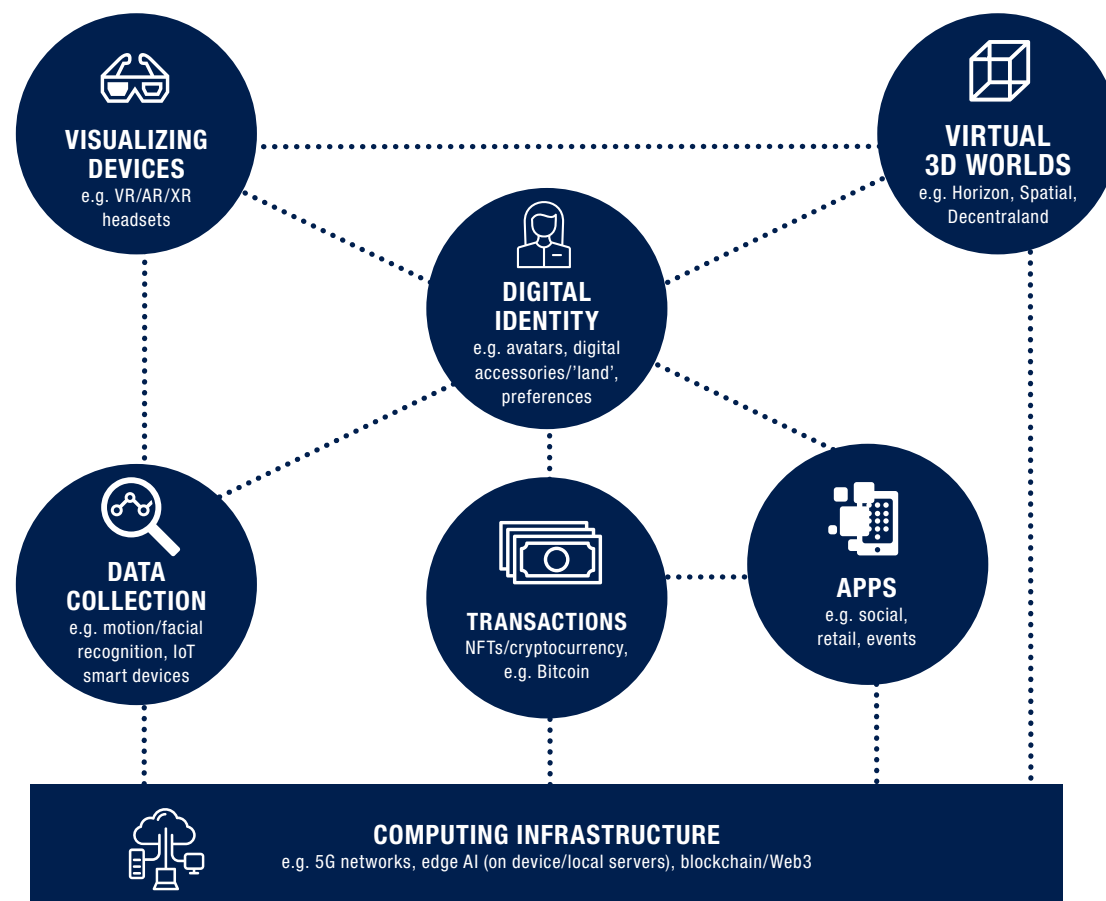 VISUALIZING
DEVICES
e.g. VR/AR/XR
headsets
VIRTUAL
3D WORLDS
e.g. Horizon, Spatial,
Decentraland
DIGITAL
IDENTITY
e.g. avatars, digital
accessories/'land',
preferences
DATA
COLLECTION
e.g. motion/facial
recognition, IoT
smart devices
TRANSACTIONS
NFTs/cryptocurrency,
e.g. Bitcoin
APPS
e.g. social,
retail, events
COMPUTING INFRASTRUCTURE
e.g. 5G networks, edge AI (on device/local servers), blockchain/Web3